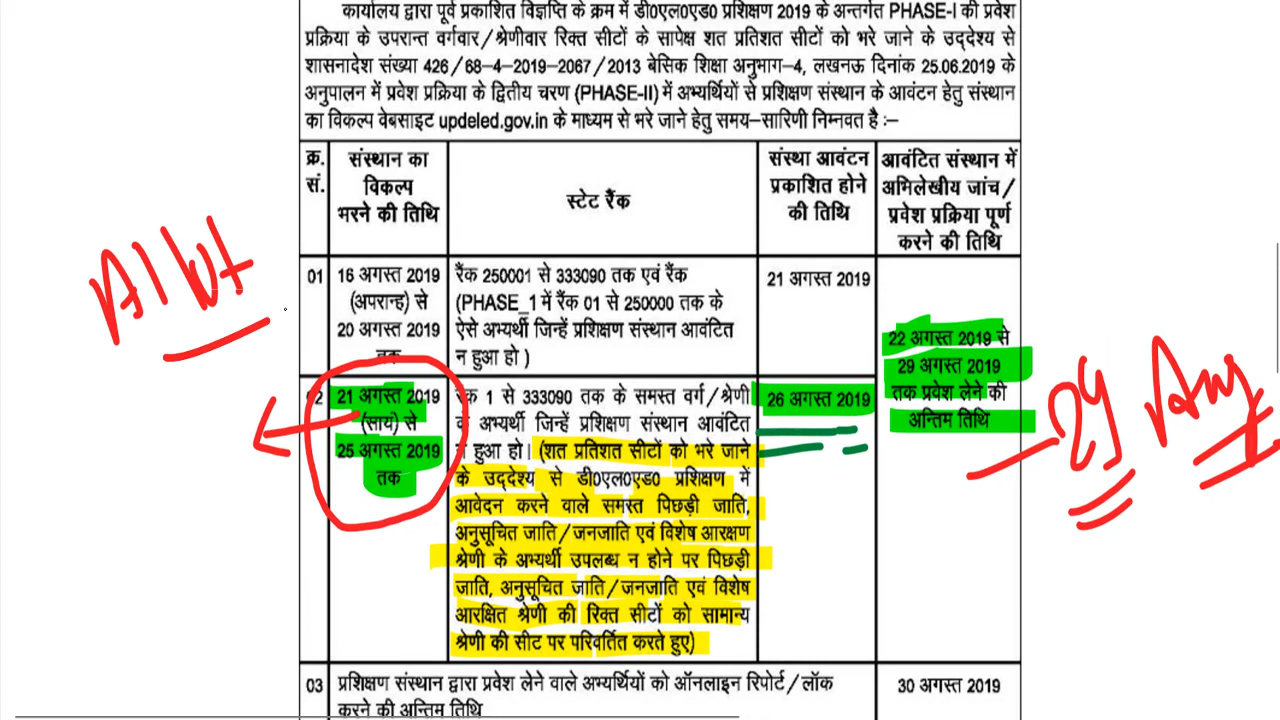 कार्यालय द्वारा पूर्व प्रकाशित विज्ञप्ति के क्रम में डी0एल0एड0 प्रशिक्षण 2019 के अन्तर्गत PHASE-I की प्रवेश
प्रक्रिया के उपरान्त वर्गवार/श्रेणीवार रिक्त सीटों के सापेक्ष शत प्रतिशत सीटों को भरे जाने के उद्देश्य से
शासनादेश संख्या 426/68-4-2019-2067/2013 बेसिक शिक्षा अनुभाग-4, लखनऊ दिनांक 25.06.2019 के
अनुपालन में प्रवेश प्रक्रिया के द्वितीय चरण (PHASE-II) में अभ्यर्थियों से प्रशिक्षण संस्थान के आवंटन हेतु संस्थान
का विकल्प वेबसाइट updeled.gov.in के माध्यम से भरे जाने हेतु समय-सारिणी निम्नवत है :-
क्र. सं.
संस्थान का
विकल्प
भरने की तिथि
स्टेट रैंक
संस्था आवंटन
प्रकाशित होने
की तिथि
आवंटित संस्थान में
अभिलेखीय जांच/
प्रवेश प्रक्रिया पूर्ण
करने की तिथि
01
16 अगस्त 2019
(अपरान्ह) से
20 अगस्त 2019
तक
रैंक 250001 से 333090 तक एवं रैंक
(PHASE_1 में रैंक 01 से 250000 तक के
ऐसे अभ्यर्थी जिन्हें प्रशिक्षण संस्थान आवंटित
न हुआ हो )
21 अगस्त 2019
22 अगस्त 2019 से
29 अगस्त 2019
तक प्रवेश लेने की
अन्तिम तिथि
02
21 अगस्त 2019
(सायं) से
25 अगस्त 2019
तक
रैंक 1 से 333090 तक के समस्त वर्ग/श्रेणी
के अभ्यर्थी जिन्हें प्रशिक्षण संस्थान आवंटित
न हुआ हो। (शत प्रतिशत सीटों को भरे जाने
के उद्देश्य से डी0एल0एड0 प्रशिक्षण में
आवेदन करने वाले समस्त पिछड़ी जाति,
अनुसूचित जाति/जनजाति एवं विशेष आरक्षण
श्रेणी के अभ्यर्थी उपलब्ध न होने पर पिछड़ी
जाति, अनुसूचित जाति/जनजाति एवं विशेष
आरक्षित श्रेणी की रिक्त सीटों को सामान्य
श्रेणी की सीट पर परिवर्तित करते हुए)
26 अगस्त 2019
29 Aug
03
प्रशिक्षण संस्थान द्वारा प्रवेश लेने वाले अभ्यर्थियों को ऑनलाइन रिपोर्ट/लॉक
करने की अन्तिम तिथि
30 अगस्त 2019